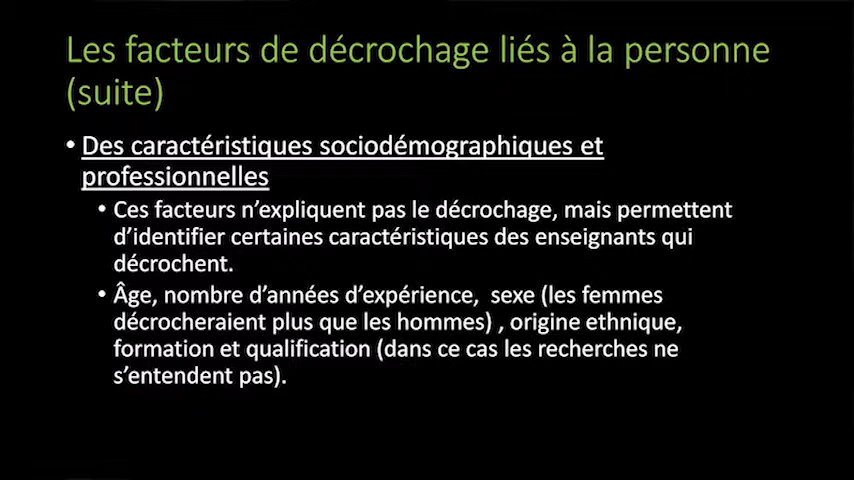 Les facteurs de décrochage liés à la personne
(suite)
• Des caractéristiques sociodémographiques et
professionnelles
• Ces facteurs n'expliquent pas le décrochage, mais permettent
d'identifier certaines caractéristiques des enseignants qui
décrochent.
• Âge, nombre d'années d'expérience,  sexe (les femmes
décrocheraient plus que les hommes) , origine ethnique,
formation et qualification (dans ce cas les recherches ne
s'entendent pas).